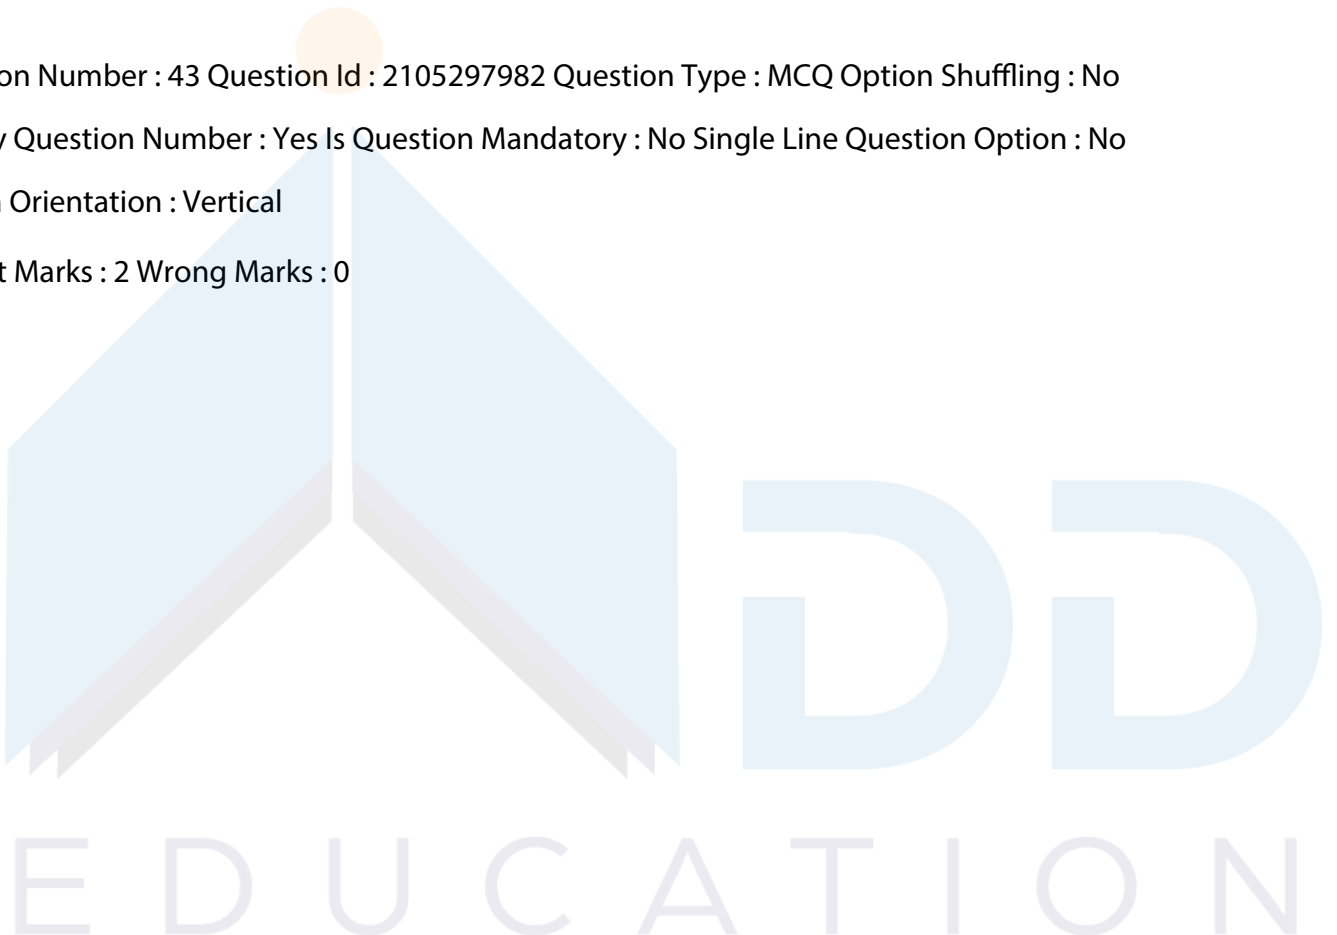 on Number : 43 Question Id : 2105297982 Question Type : MCQ Option Shuffling : No
y Question Number : Yes Is Question Mandatory : No Single Line Question Option : No
Orientation : Vertical
t Marks : 2 Wrong Marks : 0
DD
EDUCATION